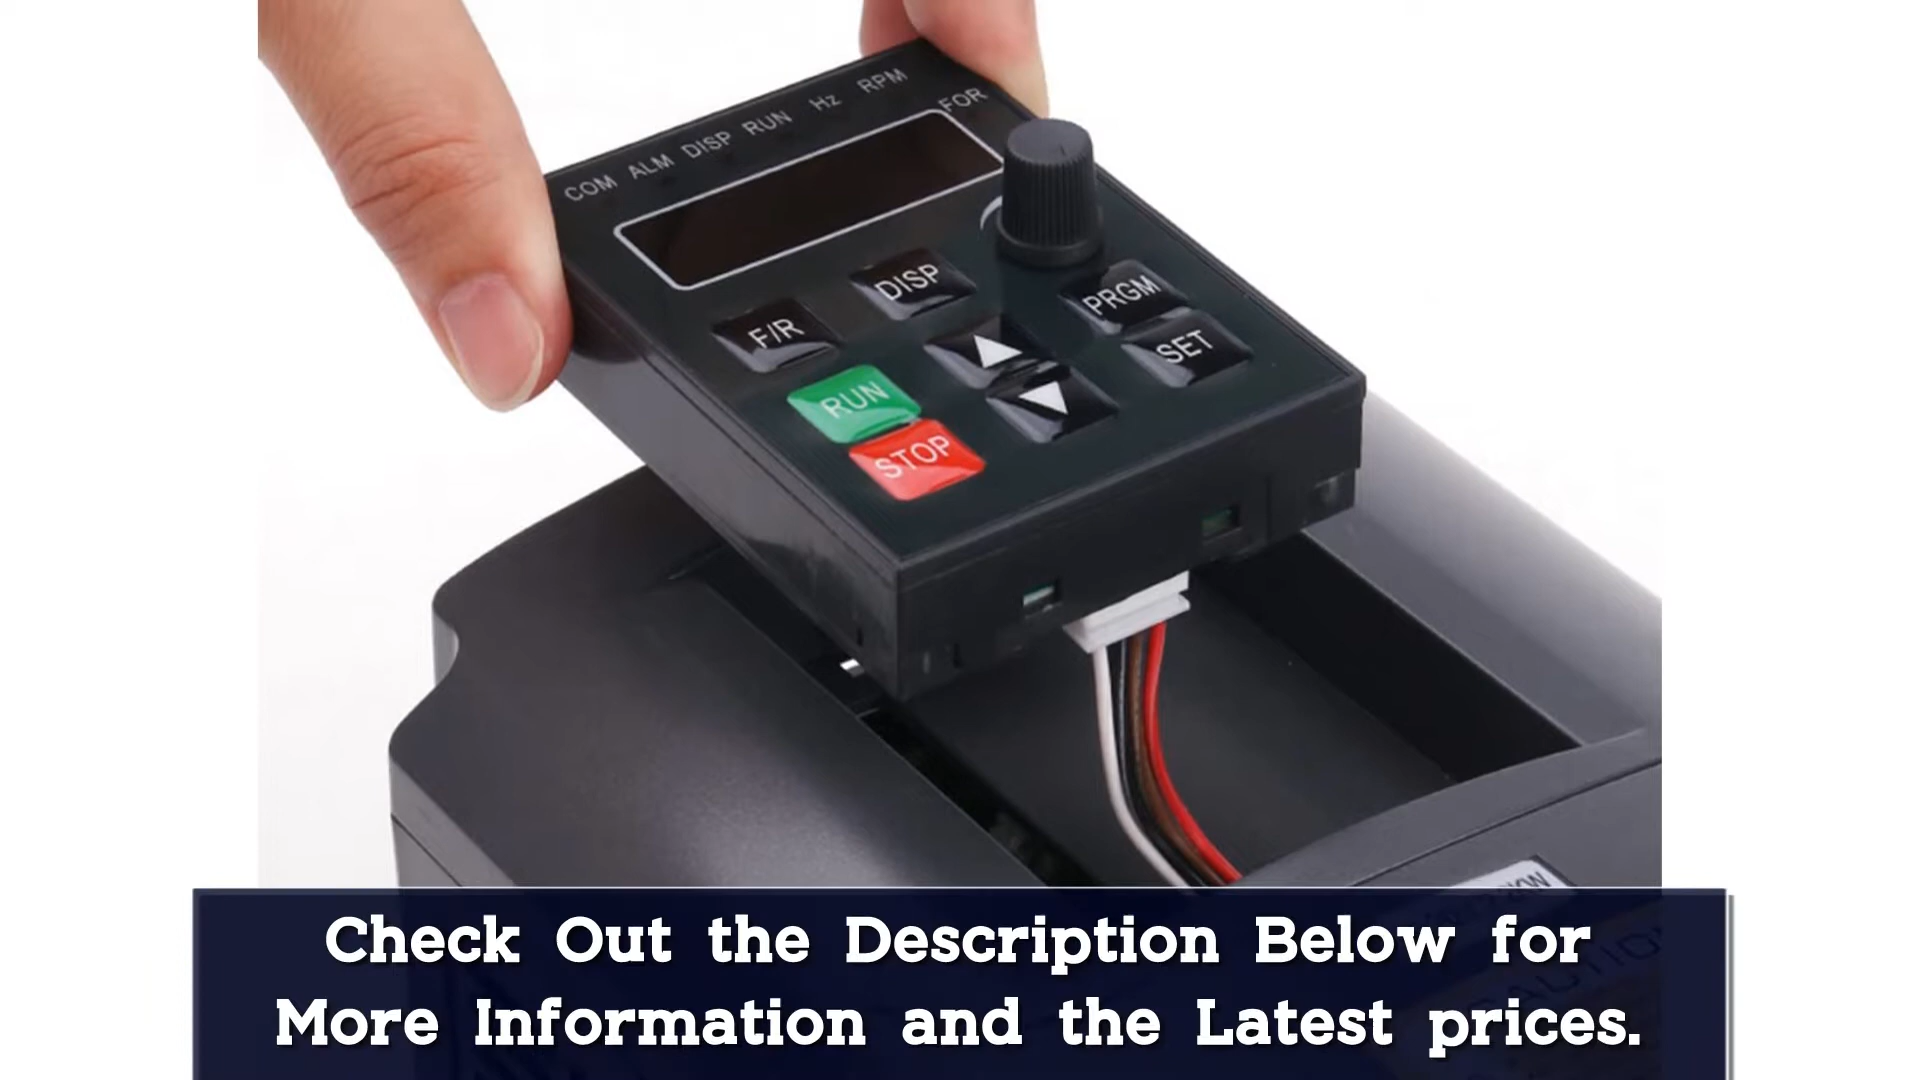 COM ALM DISP RUN Hz RPM FOR
DISP
F/R
PRGM
▲
SET
RUN
▼
STOP
KW
Check Out the Description Below for
More Information and the Latest prices.